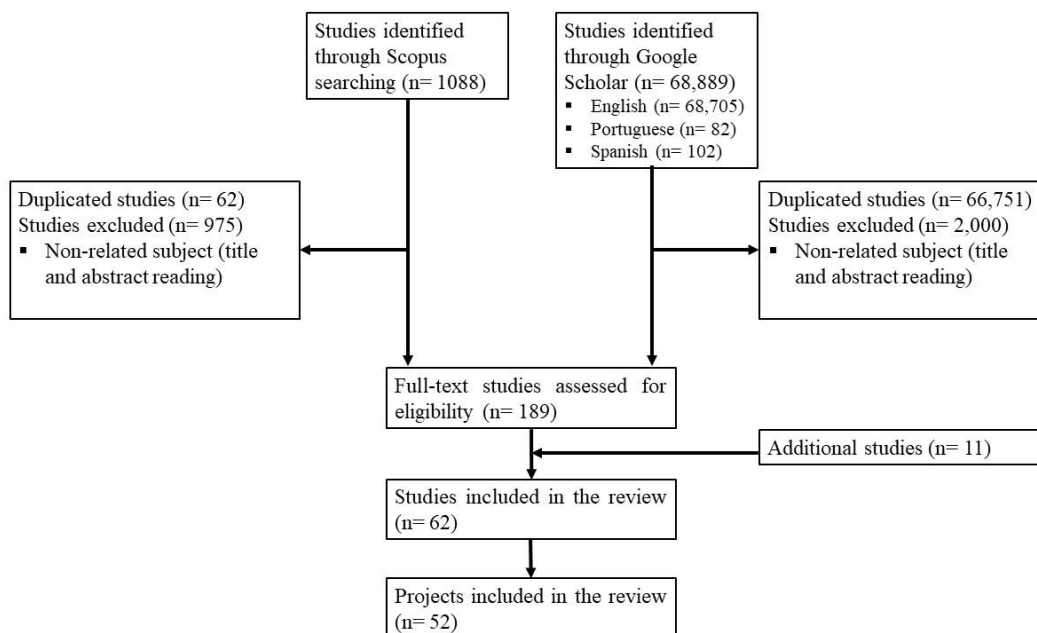 Studies identified
through Scopus
searching (n= 1088)
Studies identified
through Google
Scholar (n= 68,889)
▪ English (n= 68,705)
▪ Portuguese (n= 82)
▪ Spanish (n= 102)
Duplicated studies (n= 62)
Studies excluded (n= 975)
▪ Non-related subject (title
and abstract reading)
Duplicated studies (n= 66,751)
Studies excluded (n= 2,000)
▪ Non-related subject (title
and abstract reading)
Full-text studies assessed for
eligibility (n= 189)
Additional studies (n= 11)
Studies included in the review
(n= 62)
Projects included in the review
(n= 52)